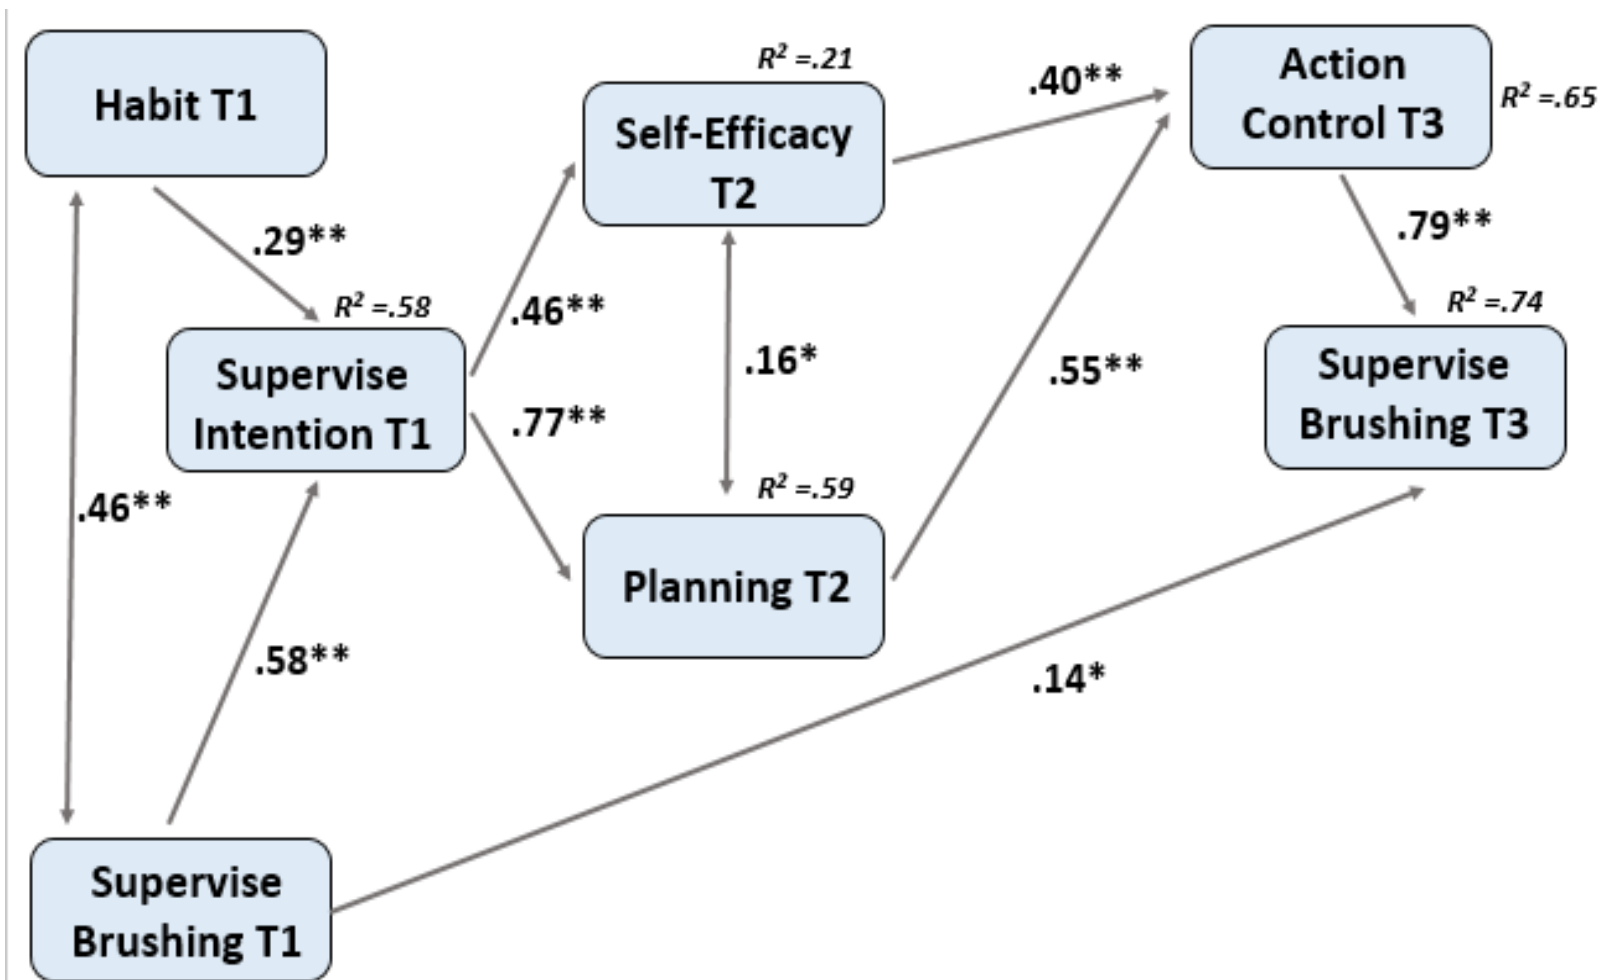 Habit T1
R² =.21
Self-Efficacy
T2
.40**
Action
Control T3
R² =.65
.29**
R² =.58
Supervise
Intention T1
.46**
.77**
.16*
.79**
R² =.74
Supervise
Brushing T3
.55**
.46**
R² =.59
Planning T2
.58**
.14*
Supervise
Brushing T1